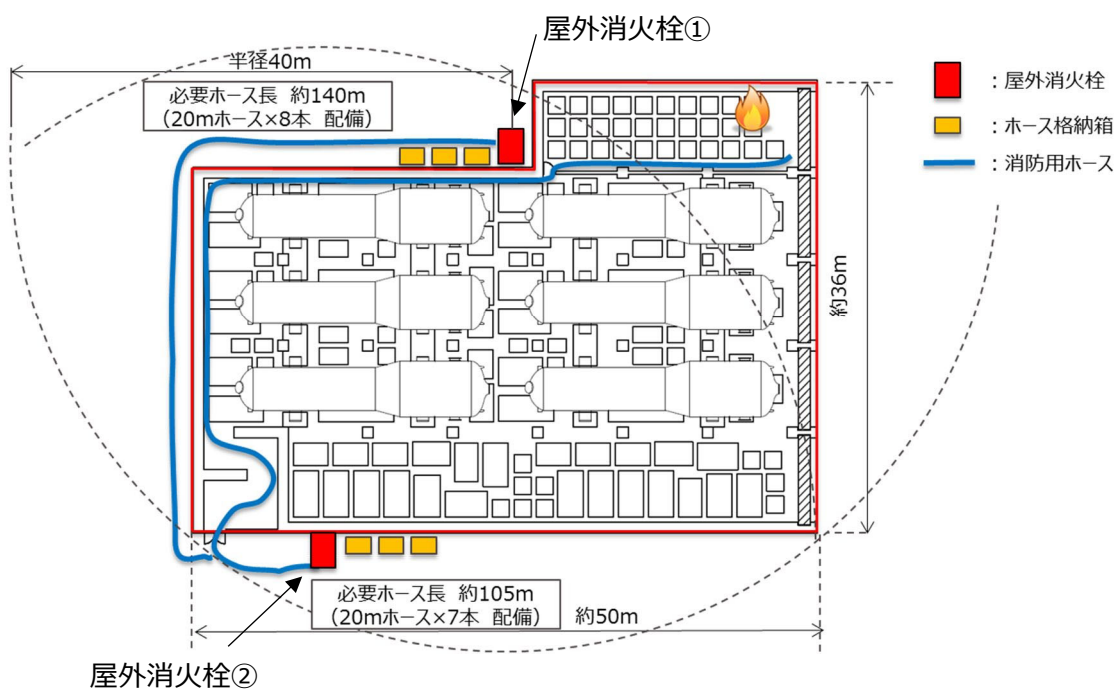 屋外消火栓①
半径40m
必要ホース長 約140m
（20mホース×8本 配備）
：屋外消火栓
：ホース格納箱
：消防用ホース
約36m
必要ホース長 約105m
（20mホース×7本 配備）
約50m
屋外消火栓②